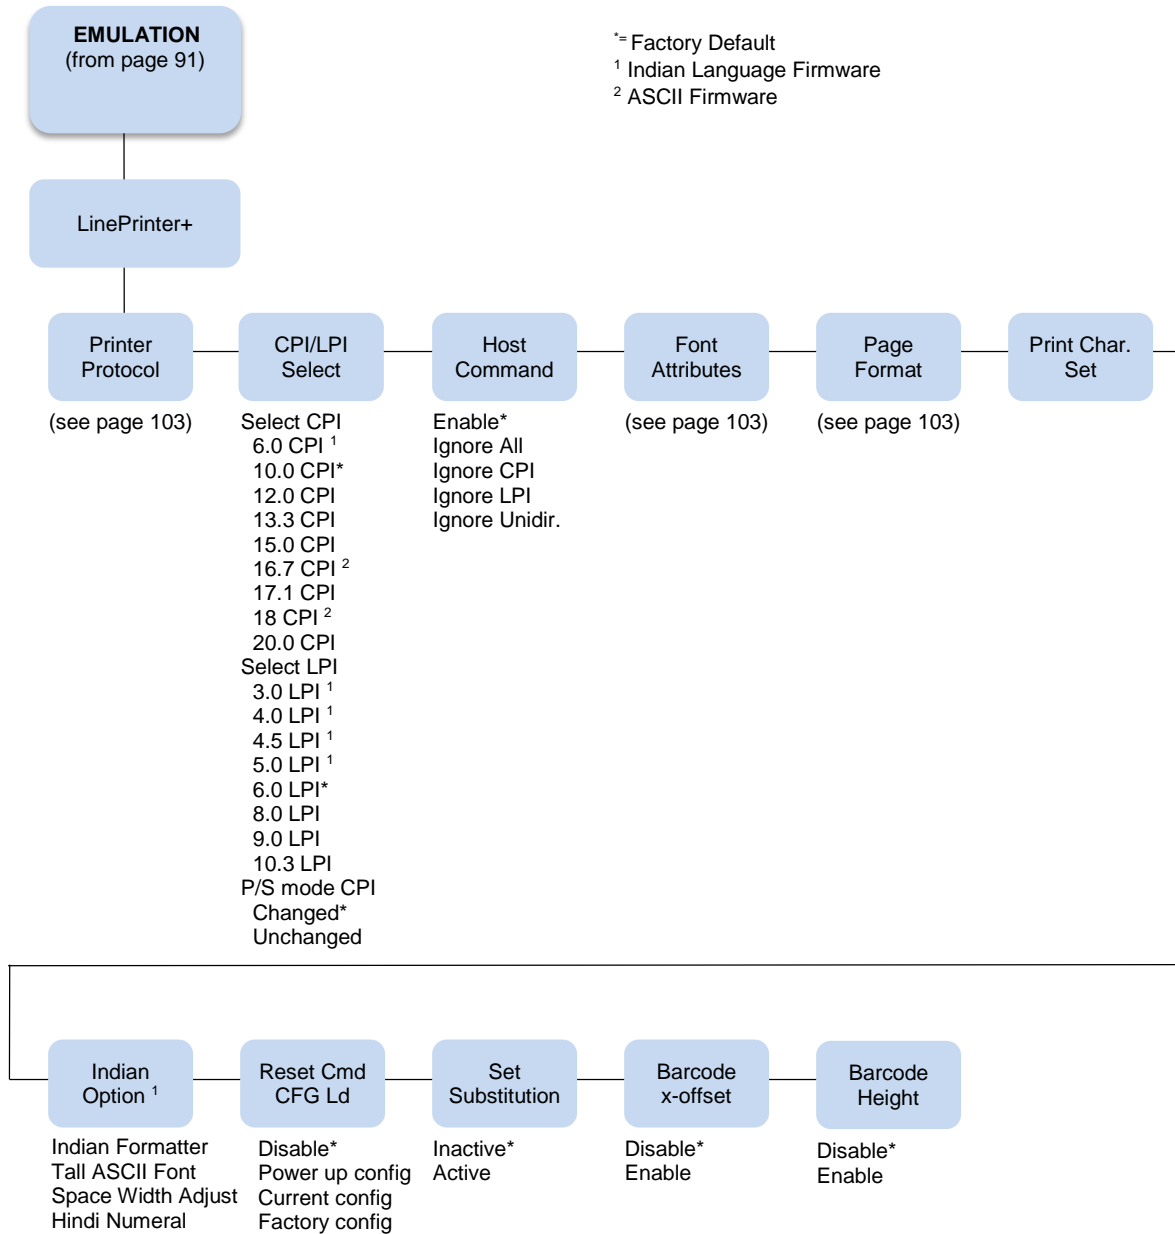 EMULATION
(from page 91)
*= Factory Default
1 Indian Language Firmware
2 ASCII Firmware
LinePrinter+
Printer
Protocol
(see page 103)
CPI/LPI
Select
Select CPI
6.0 CPI 1
10.0 CPI*
12.0 CPI
13.3 CPI
15.0 CPI
16.7 CPI 2
17.1 CPI
18 CPI 2
20.0 CPI
Select LPI
3.0 LPI 1
4.0 LPI 1
4.5 LPI 1
5.0 LPI 1
6.0 LPI*
8.0 LPI
9.0 LPI
10.3 LPI
P/S mode CPI
Changed*
Unchanged
Host
Command
Enable*
Ignore All
Ignore CPI
Ignore LPI
Ignore Unidir.
Font
Attributes
(see page 103)
Page
Format
(see page 103)
Print Char.
Set
Indian
Option 1
Indian Formatter
Tall ASCII Font
Space Width Adjust
Hindi Numeral
Reset Cmd
CFG Ld
Disable*
Power up config
Current config
Factory config
Set
Substitution
Inactive*
Active
Barcode
x-offset
Disable*
Enable
Barcode
Height
Disable*
Enable